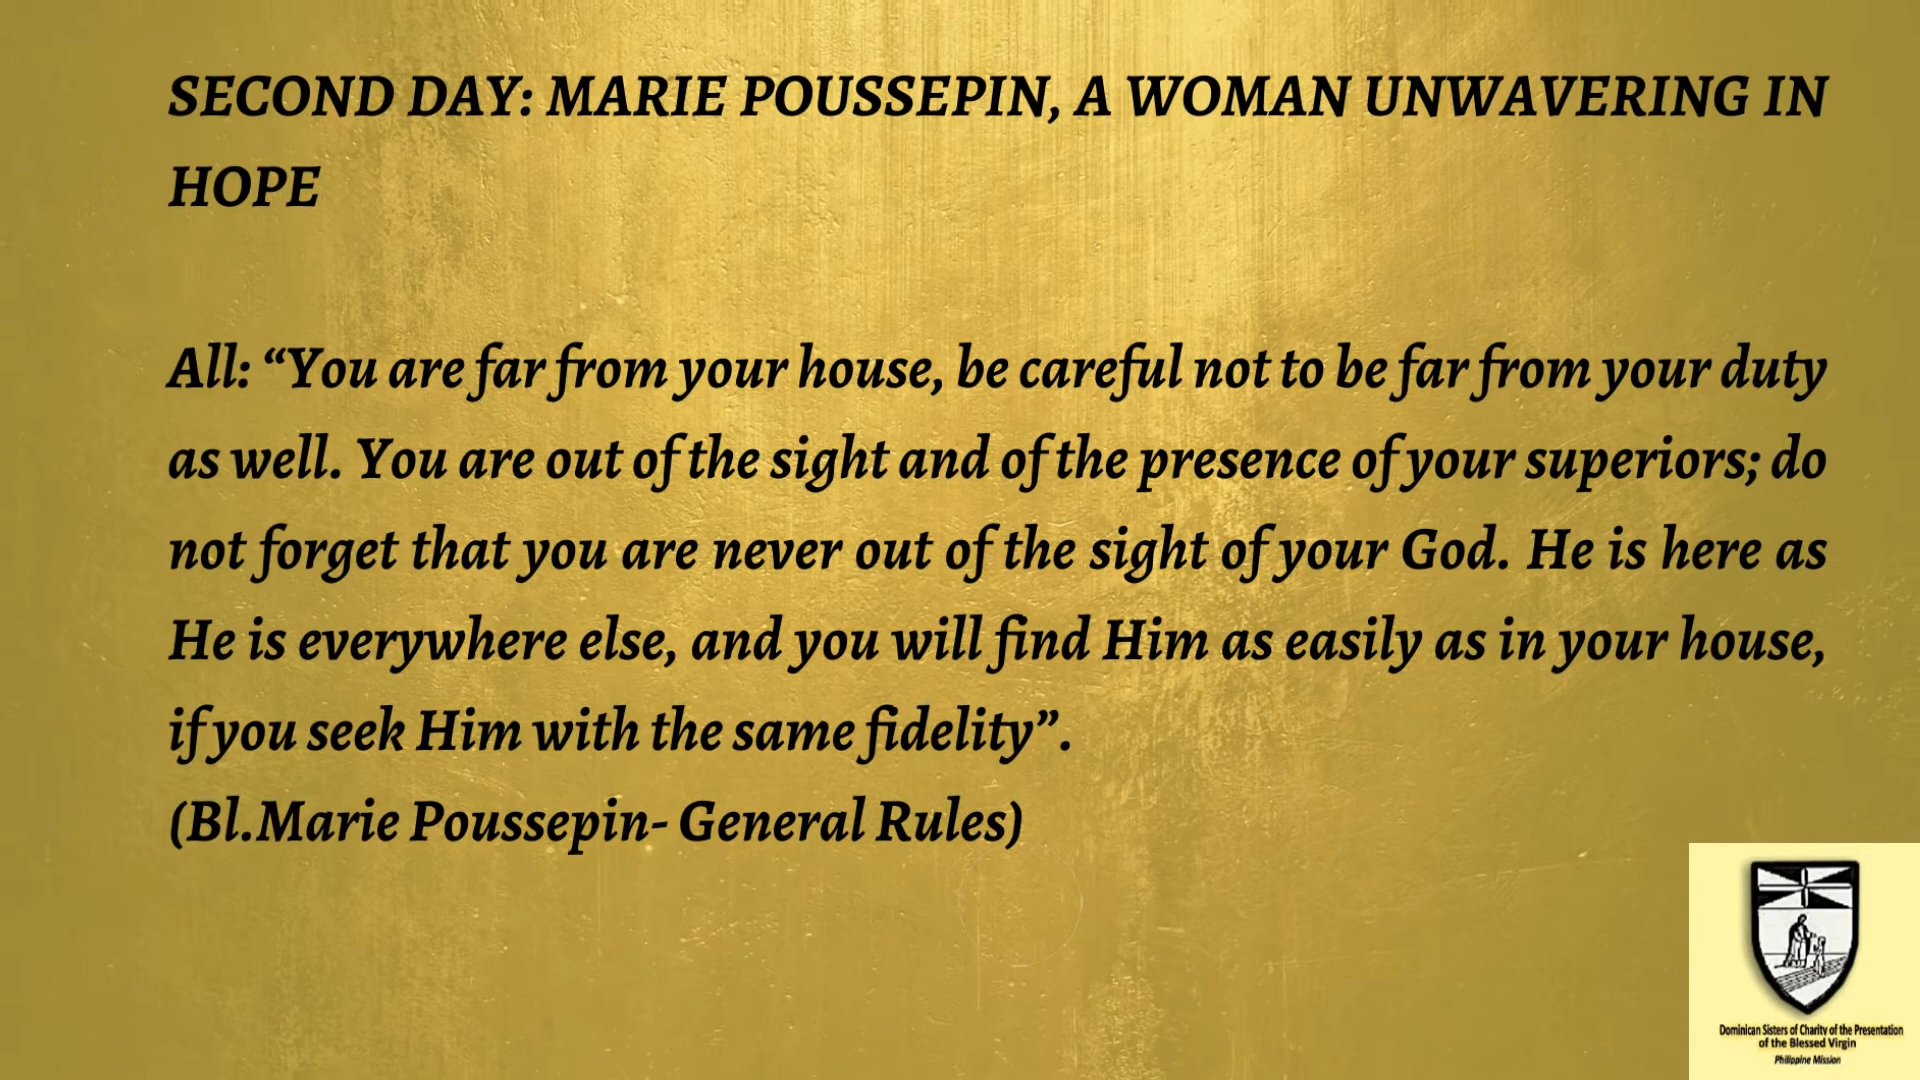 SECOND DAY: MARIE POUSSEPIN, A WOMAN UNWAVERING IN
HOPE
All: “You are far from your house, be careful not to be far from your duty
as well. You are out of the sight and of the presence of your superiors; do
not forget that you are never out of the sight of your God. He is here as
He is everywhere else, and you will find Him as easily as in your house,
if you seek Him with the same fidelity”.
(Bl.Marie Poussepin- General Rules)
Dominican Sisters of Charity of the Presentation
of the Blessed Virgin
Philippine Mission